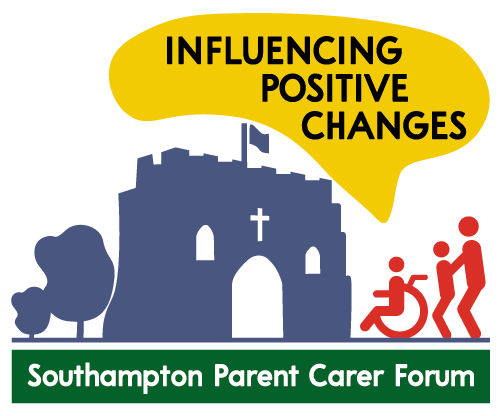 INFLUENCING
POSITIVE
CHANGES
Southampton Parent Carer Forum